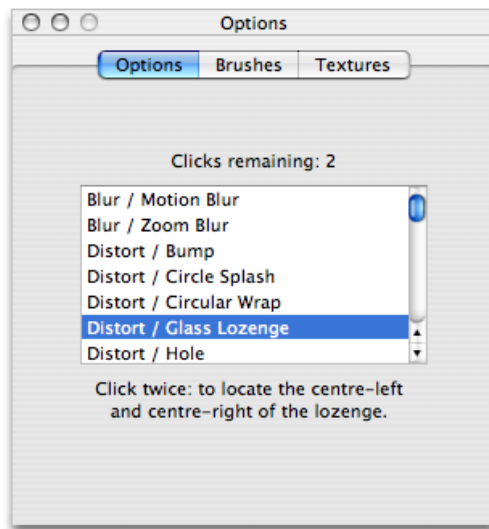 Options
Options Brushes Textures
Clicks remaining: 2
Blur / Motion Blur
Blur / Zoom Blur
Distort / Bump
Distort / Circle Splash
Distort / Circular Wrap
Distort / Glass Lozenge
Distort / Hole
Click twice: to locate the centre-left
and centre-right of the lozenge.